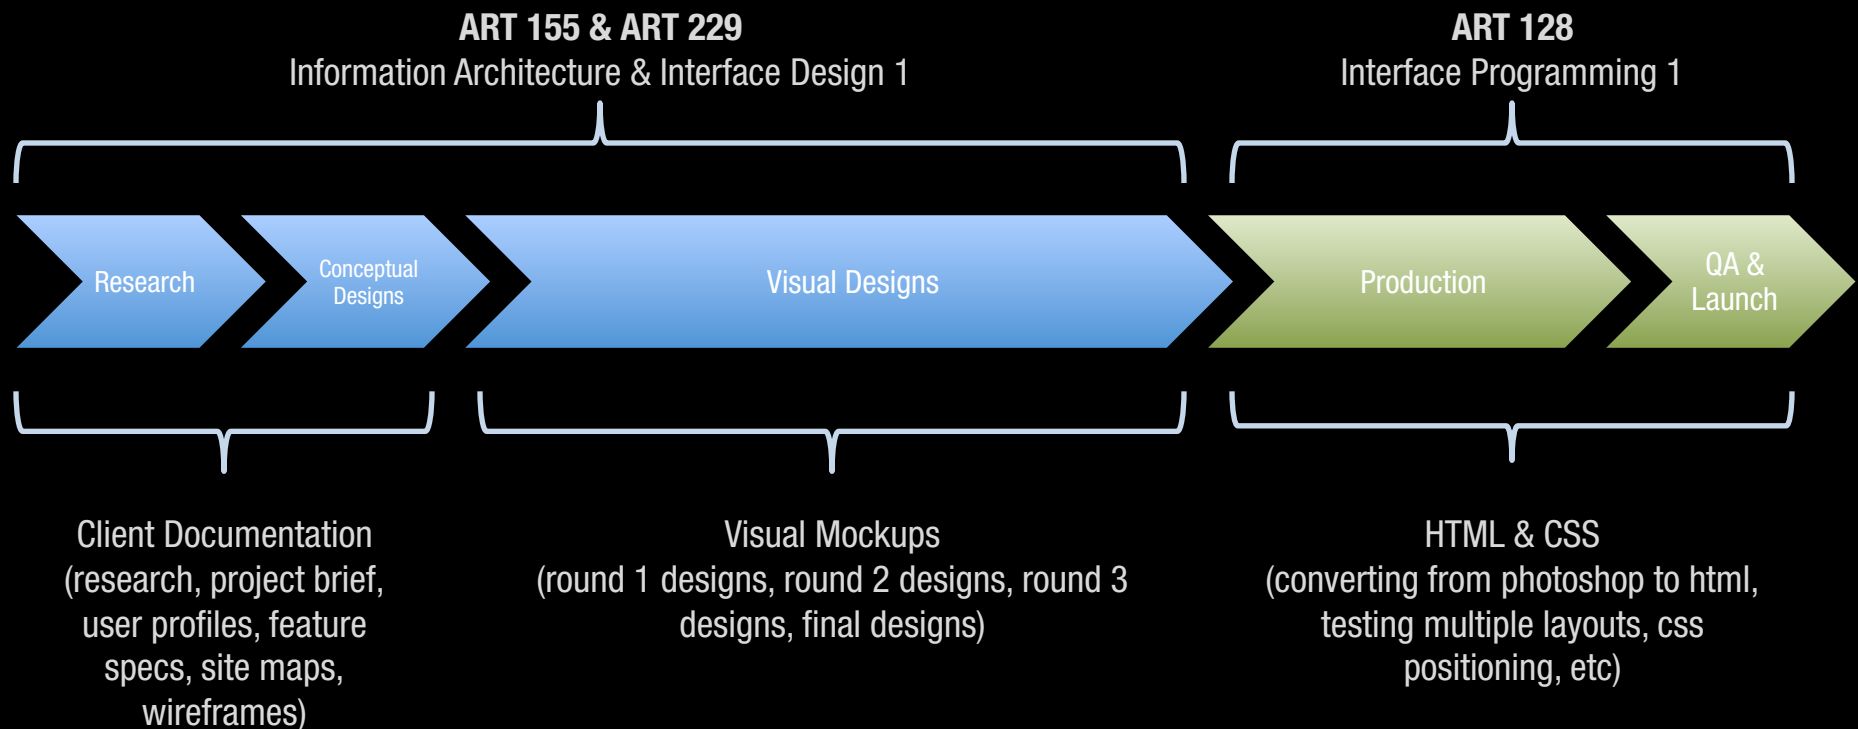 ART 155 & ART 229
Information Architecture & Interface Design 1
ART 128
Interface Programming 1
Research
Conceptual
Designs
Visual Designs
Production
QA &
Launch
Client Documentation
(research, project brief,
user profiles, feature
specs, site maps,
wireframes)
Visual Mockups
(round 1 designs, round 2 designs, round 3
designs, final designs)
HTML & CSS
(converting from photoshop to html,
testing multiple layouts, css
positioning, etc)